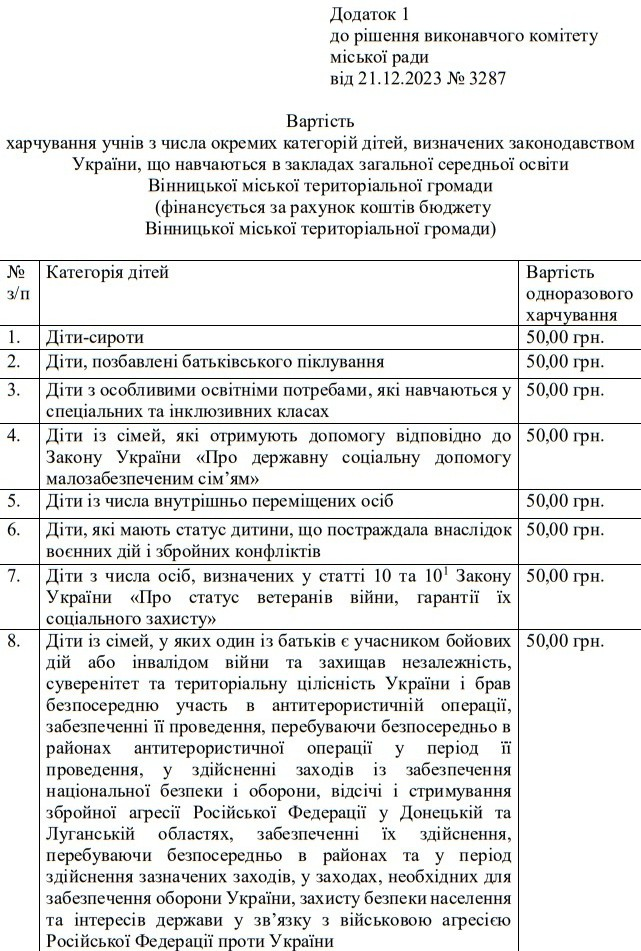 Додаток 1
до рішення виконавчого комітету
міської ради
від 21.12.2023 № 3287
Вартість
харчування учнів з числа окремих категорій дітей, визначених законодавством
України, що навчаються в закладах загальної середньої освіти
Вінницької міської територіальної громади
(фінансується за рахунок коштів бюджету
Вінницької міської територіальної громади)
№ з/п Категорія дітей Вартість одноразового харчування
1. Діти-сироти 50,00 грн.
2. Діти, позбавлені батьківського піклування 50,00 грн.
3. Діти з особливими освітніми потребами, які навчаються у 50,00 грн.
спеціальних та інклюзивних класах
4. Діти із сімей, які отримують допомогу відповідно до 50,00 грн.
Закону України «Про державну соціальну допомогу
малозабезпеченим сім’ям»
5. Діти із числа внутрішньо переміщених осіб 50,00 грн.
6. Діти, які мають статус дитини, що постраждала внаслідок 50,00 грн.
воєнних дій і збройних конфліктів
7. Діти з числа осіб, визначених у статті 10 та 10¹ Закону 50,00 грн.
України «Про статус ветеранів війни, гарантії їх
соціального захисту»
8. Діти із сімей, у яких один із батьків є учасником бойових 50,00 грн.
дій або інвалідом війни та захищав незалежність,
суверенітет та територіальну цілісність України і брав
безпосередню участь в антитерористичній операції,
забезпеченні її проведення, перебуваючи безпосередньо в
районах антитерористичної операції у період її
проведення, у здійсненні заходів із забезпечення
національної безпеки і оборони, відсічі і стримування
збройної агресії Російської Федерації у Донецькій та
Луганській областях, забезпеченні їх здійснення,
перебуваючи безпосередньо в районах та у період
здійснення зазначених заходів, у заходах, необхідних для
забезпечення оборони України, захисту безпеки населення
та інтересів держави у зв’язку з військовою агресією
Російської Федерації проти України